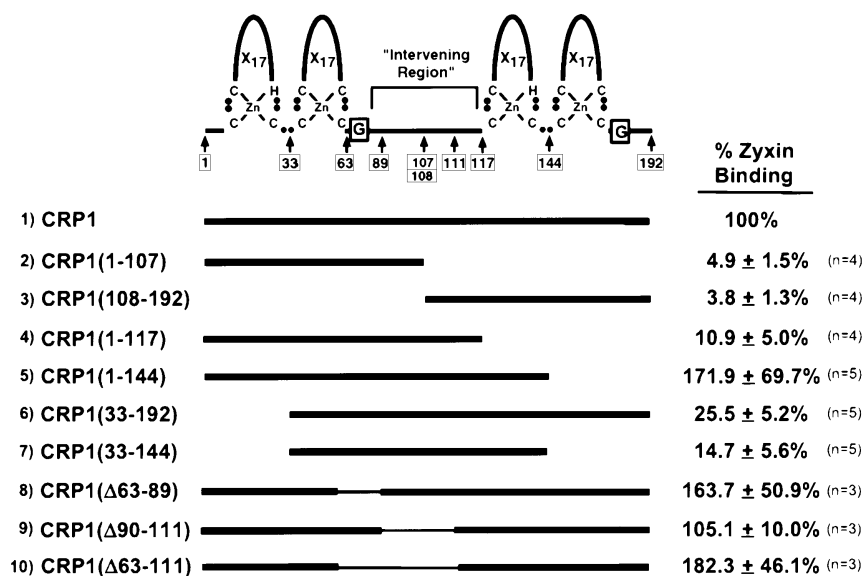 X17 X17 "Intervening Region" X17 X17
C H C C C H C C
Zn Zn Zn Zn
C C C C G C C C C G
1 33 63 89 107 111 117 144 192
108
% Zyxin
Binding
1) CRP1 100%
2) CRP1(1-107) 4.9 ± 1.5% (n=4)
3) CRP1(108-192) 3.8 ± 1.3% (n=4)
4) CRP1(1-117) 10.9 ± 5.0% (n=4)
5) CRP1(1-144) 171.9 ± 69.7% (n=5)
6) CRP1(33-192) 25.5 ± 5.2% (n=5)
7) CRP1(33-144) 14.7 ± 5.6% (n=5)
8) CRP1(Δ63-89) 163.7 ± 50.9% (n=3)
9) CRP1(Δ90-111) 105.1 ± 10.0% (n=3)
10) CRP1(Δ63-111) 182.3 ± 46.1% (n=3)